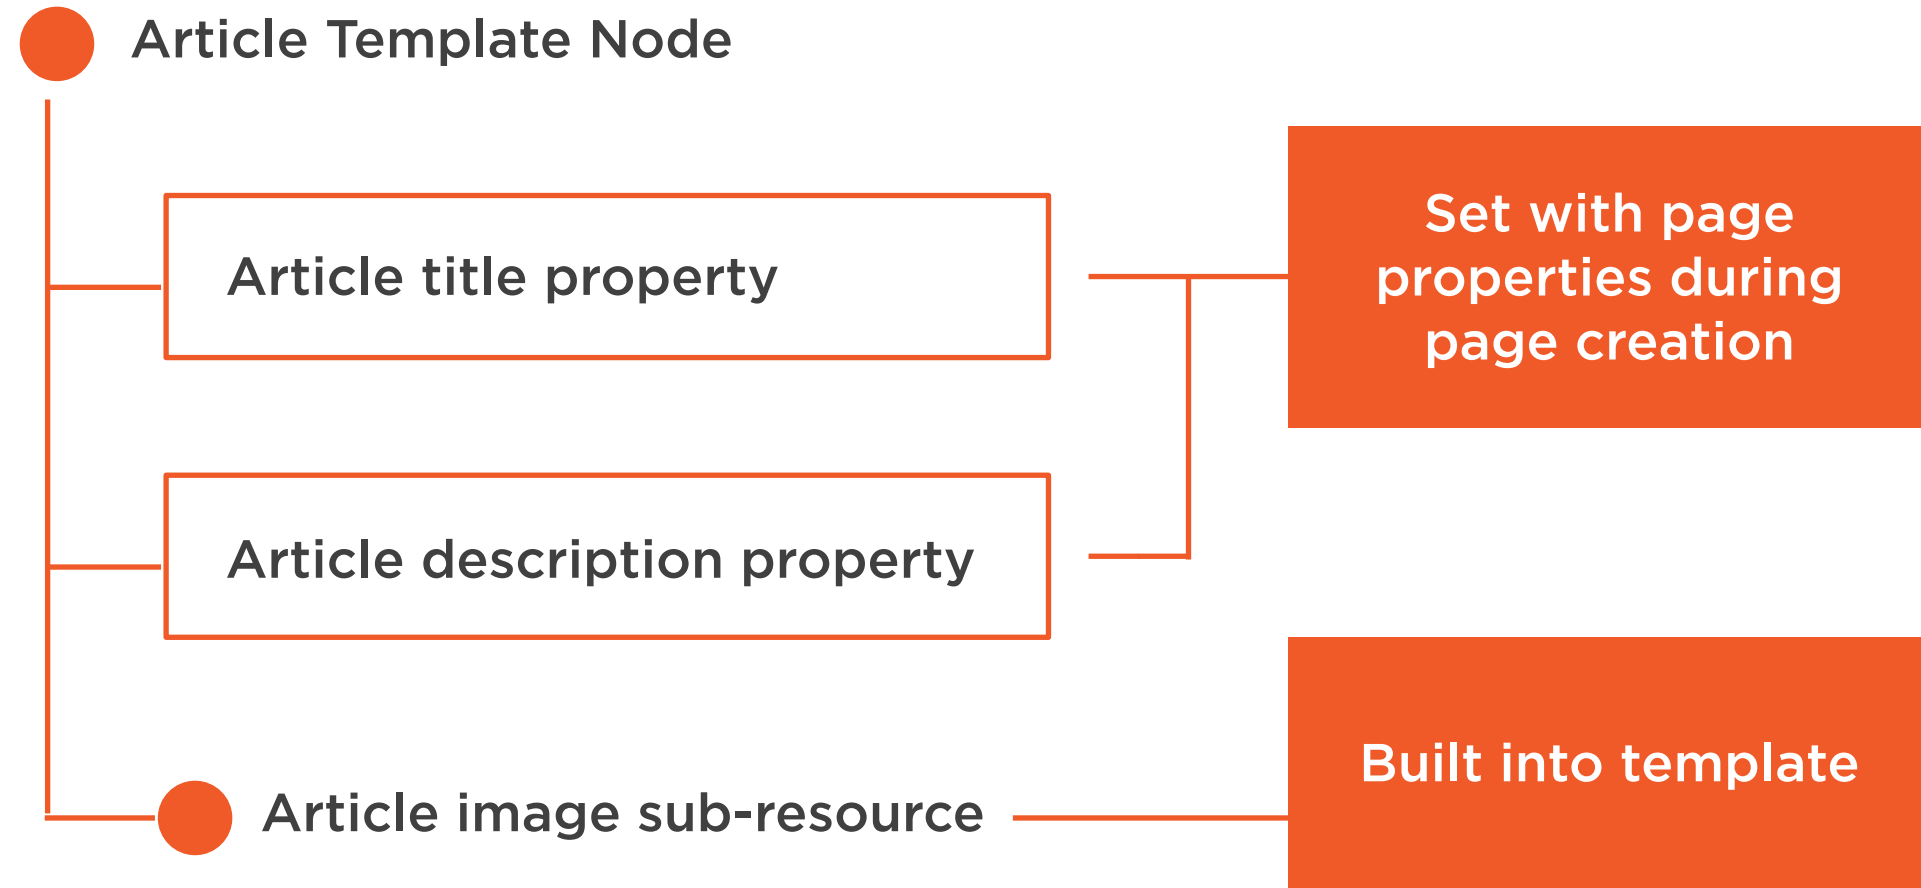 Article Template Node
Article title property
Set with page
properties during
page creation
Article description property
Article image sub-resource
Built into template